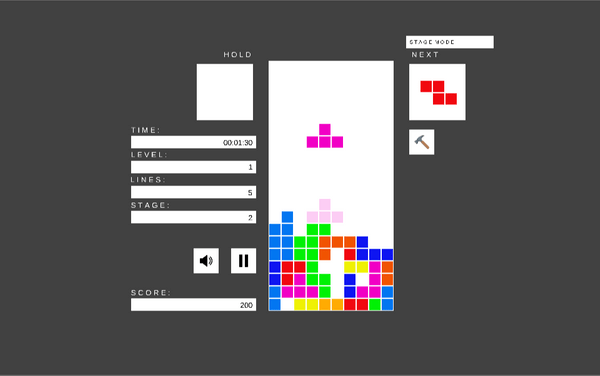 STAGE MODE
HOLD
NEXT
TIME:
00:01:30
LEVEL:
1
LINES:
5
STAGE:
2
SCORE:
200